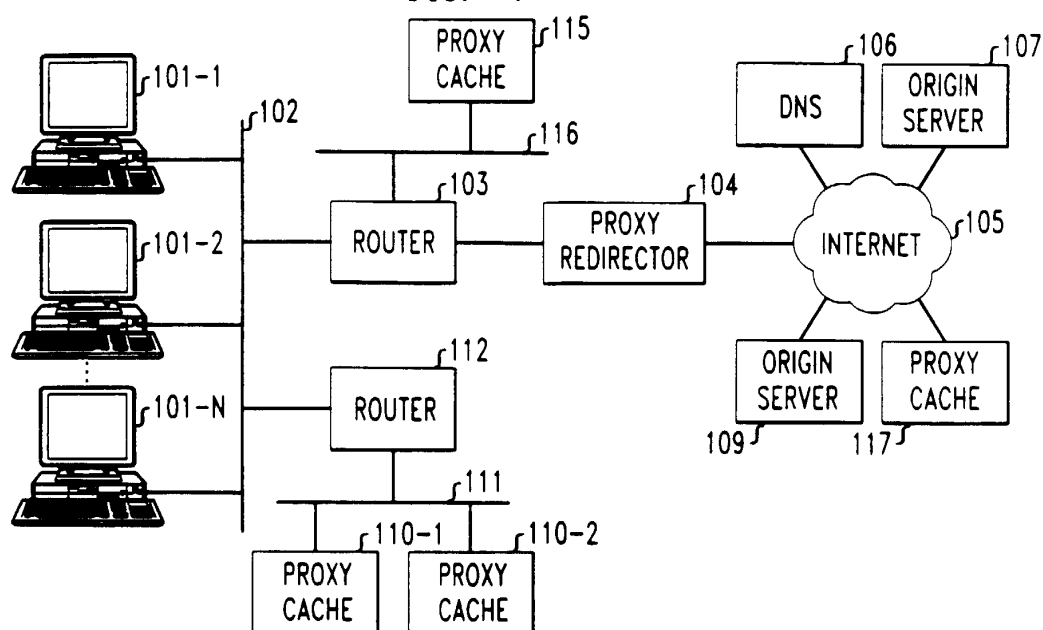 PROXY
CACHE
115
106
107
101-1
DNS
ORIGIN
SERVER
102
116
103
104
101-2
ROUTER
PROXY
REDIRECTOR
INTERNET
105
112
101-N
ROUTER
ORIGIN
SERVER
PROXY
CACHE
109
117
111
110-1
110-2
PROXY
CACHE
PROXY
CACHE